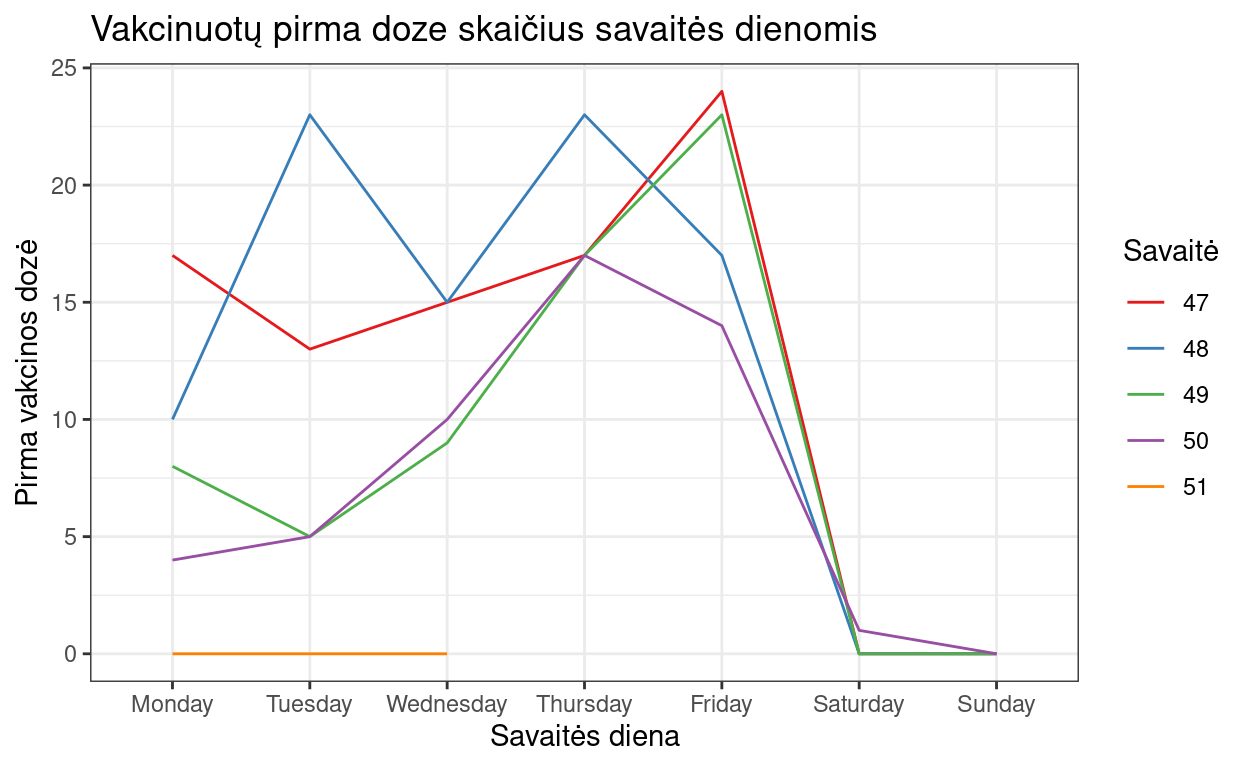 Vakcinuotų pirma doze skaičius savaitės dienomis
Pirma vakcinos dozė
25
20
15
10
5
0
Monday Tuesday Wednesday Thursday Friday Saturday Sunday
Savaitės diena
Savaitė
47
48
49
50
51